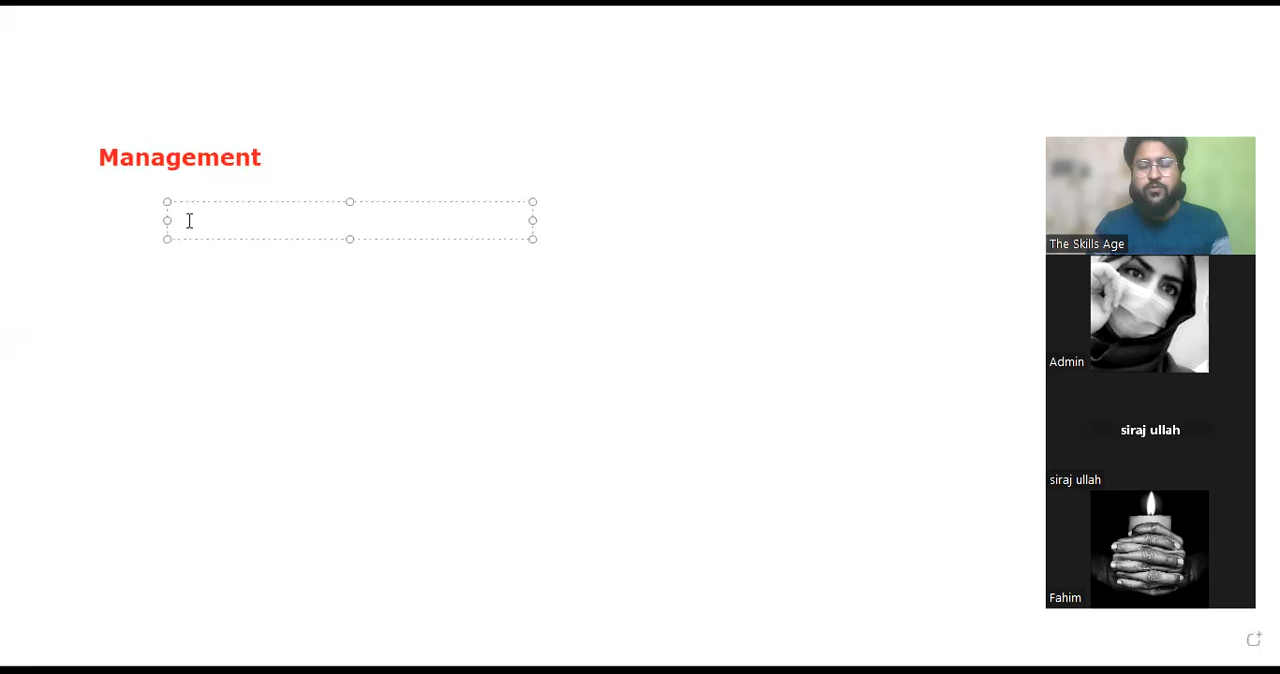 Management
The Skills Age
Admin
siraj ullah
siraj ullah
Fahim